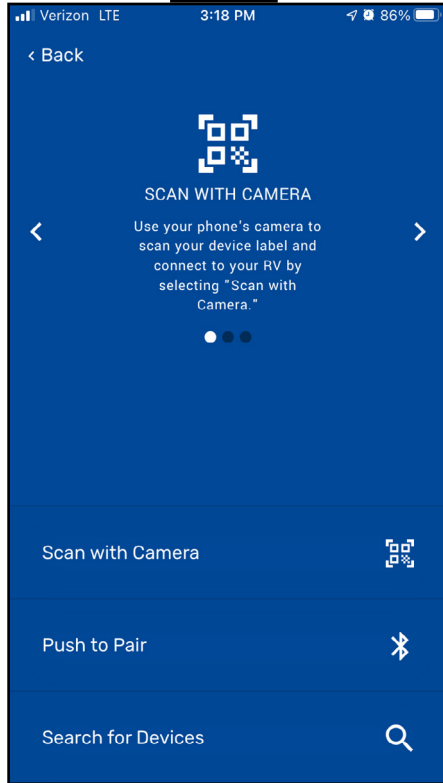 Verizon LTE 3:18 PM 86%
< Back
SCAN WITH CAMERA
Use your phone's camera to
scan your device label and
connect to your RV by
selecting "Scan with
Camera."
Scan with Camera
Push to Pair
Search for Devices